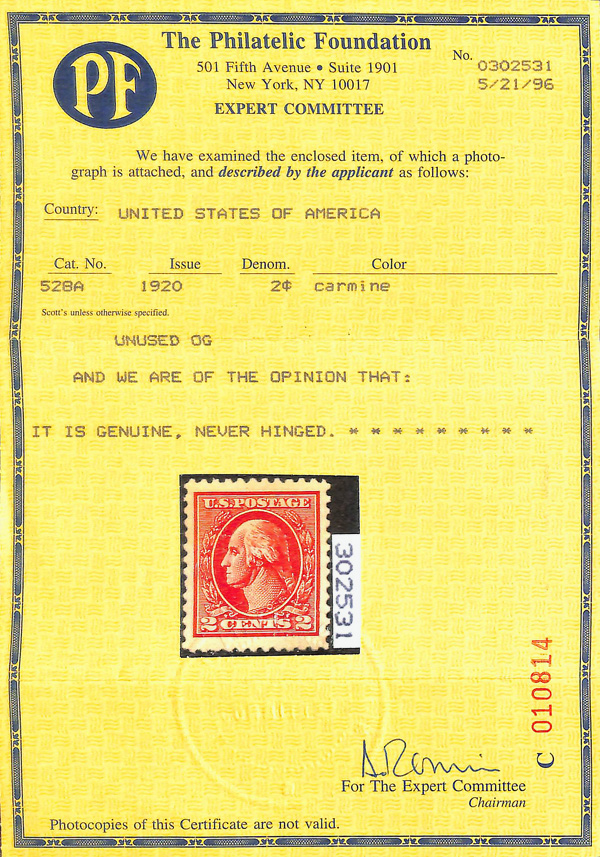 PF
The Philatelic Foundation
501 Fifth Avenue • Suite 1901
New York, NY 10017
EXPERT COMMITTEE
No. 0302531
5/21/96
We have examined the enclosed item, of which a photo-
graph is attached, and described by the applicant as follows:
Country: UNITED STATES OF AMERICA
Cat. No. Issue Denom. Color
528A 1920 2¢ carmine
Scott's unless otherwise specified.
UNUSED OG
AND WE ARE OF THE OPINION THAT:
IT IS GENUINE, NEVER HINGED. * * * * * * * * *
U.S. POSTAGE
2 CENTS 2
302531
C 010814
For The Expert Committee
Chairman
Photocopies of this Certificate are not valid.